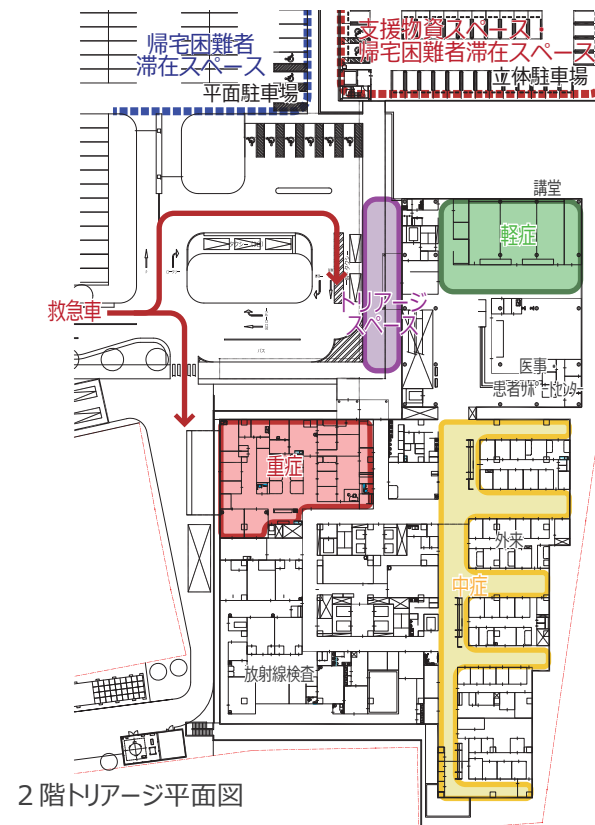 帰宅困難者
滞在スペース
平面駐車場
支援物資スペース・
帰宅困難者滞在スペース
立体駐車場
講堂
軽症
救急車
トリアージ
スペース
バス
医事・
患者サポートセンター
重症
外来
中症
放射線検査
2階トリアージ平面図